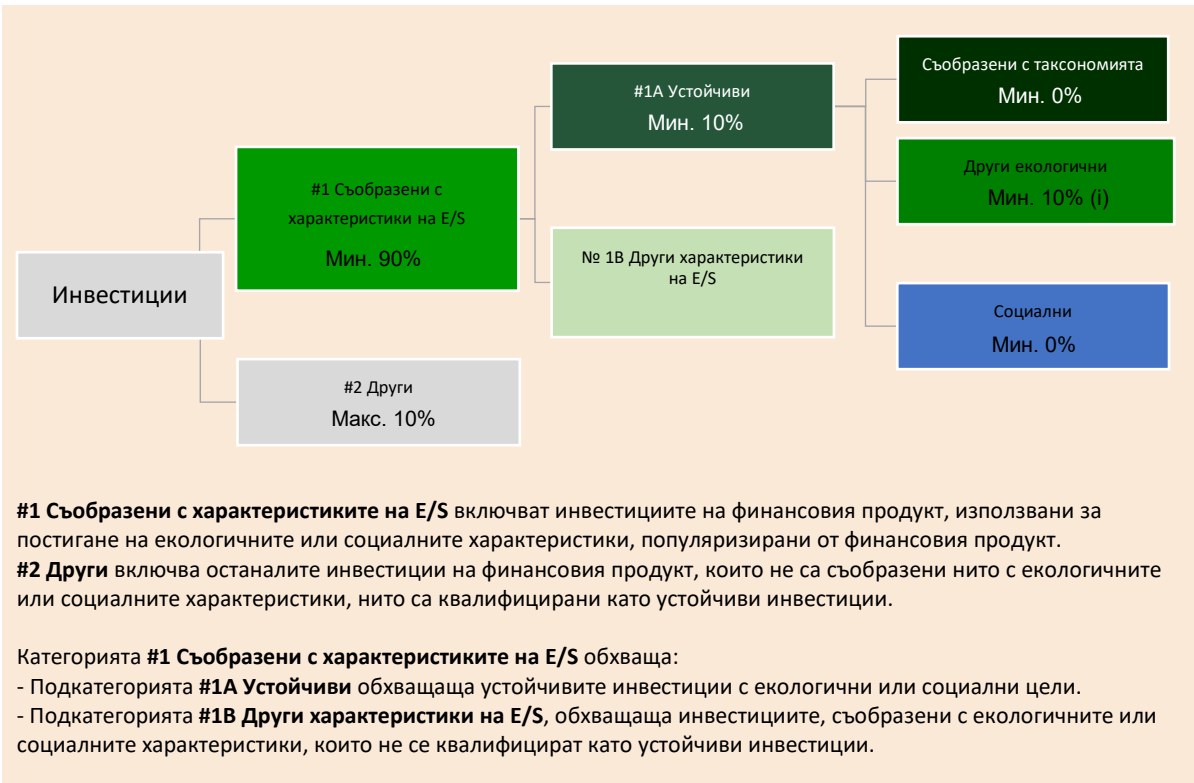 Инвестиции
#1 Съобразени с
характеристики на E/S
Мин. 90%
#2 Други
Макс. 10%
#1A Устойчиви
Мин. 10%
№ 1B Други характеристики
на E/S
Съобразени с таксономията
Мин. 0%
Други екологични
Мин. 10% (i)
Социални
Мин. 0%
#1 Съобразени с характеристиките на E/S включват инвестициите на финансовия продукт, използвани за
постигане на екологичните или социалните характеристики, популяризирани от финансовия продукт.
#2 Други включва останалите инвестиции на финансовия продукт, които не са съобразени нито с екологичните
или социалните характеристики, нито са квалифицирани като устойчиви инвестиции.
Категорията #1 Съобразени с характеристиките на E/S обхваща:
- Подкатегорията #1A Устойчиви обхващаща устойчивите инвестиции с екологични или социални цели.
- Подкатегорията #1B Други характеристики на E/S, обхващаща инвестициите, съобразени с екологичните или
социалните характеристики, които не се квалифицират като устойчиви инвестиции.